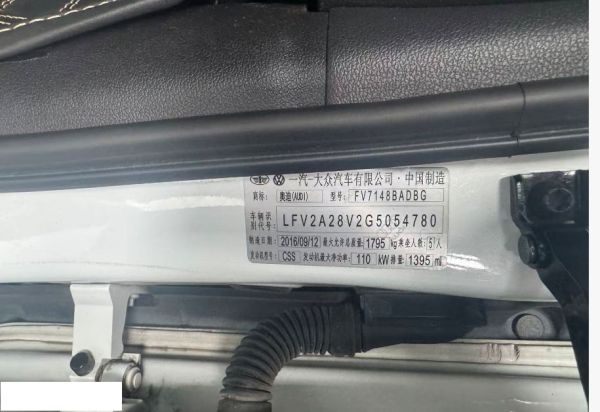 一汽-大众汽车有限公司·中国制造
商标: 奥迪(AUDI) 型号: FV7148BADBG
车辆识别代号: LFV2A28V2G5054780
制造日期: 2016/09/12 最大允许总质量: 1795 kg 乘坐人数: 5 人
发动机型号: CSS 发动机最大净功率: 110 kW 排量: 1395 ml